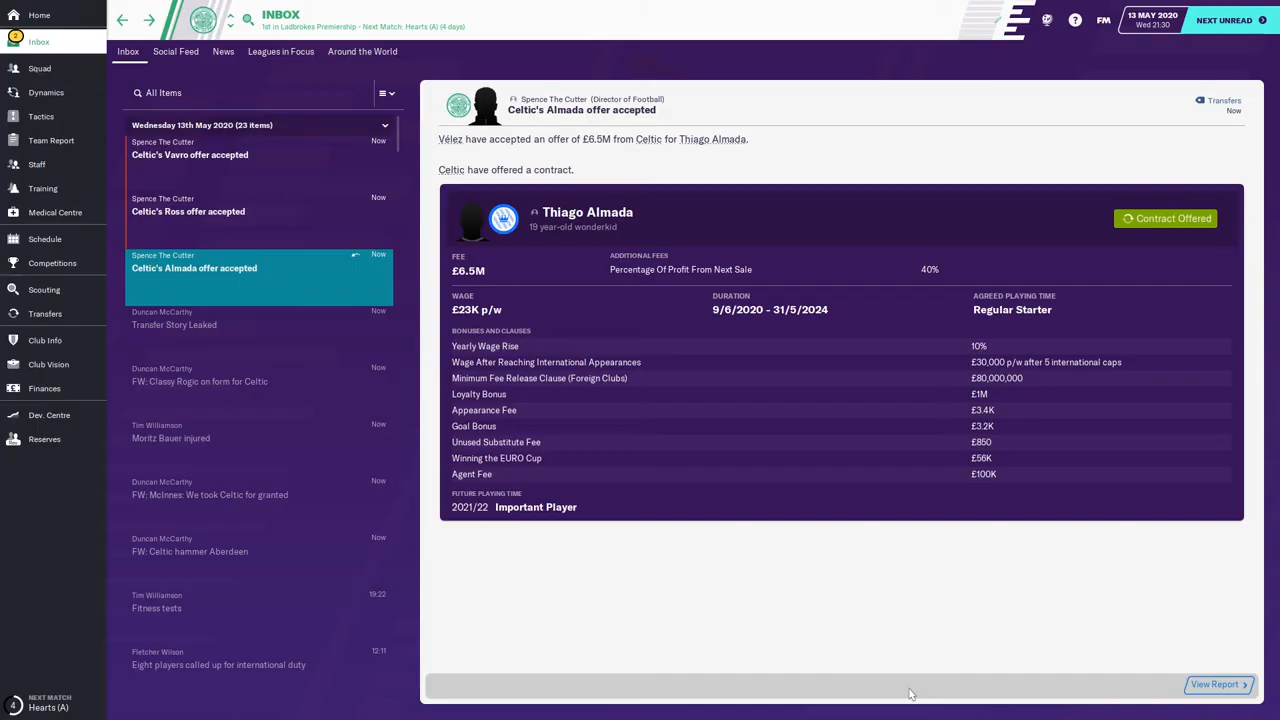 Home
INBOX
1st in Ladbrokes Premiership - Next Match: Hearts (A) (4 days)
FM
13 MAY 2020
Wed 21:30
NEXT UNREAD
2
Inbox
Squad
Dynamics
Tactics
Team Report
Staff
Training
Medical Centre
Schedule
Competitions
Scouting
Transfers
Club Info
Club Vision
Finances
Dev. Centre
Reserves
4
NEXT MATCH
Hearts (A)
Inbox
Social Feed
News
Leagues in Focus
Around the World
All Items
Wednesday 13th May 2020 (23 items)
Spence The Cutter
Now
Celtic's Vavro offer accepted
Spence The Cutter
Now
Celtic's Ross offer accepted
Spence The Cutter
Now
Celtic's Almada offer accepted
Duncan McCarthy
Now
Transfer Story Leaked
Duncan McCarthy
Now
FW: Classy Rogic on form for Celtic
Tim Williamson
Now
Moritz Bauer injured
Duncan McCarthy
Now
FW: McInnes: We took Celtic for granted
Duncan McCarthy
Now
FW: Celtic hammer Aberdeen
Tim Williamson
19:22
Fitness tests
Fletcher Wilson
12:11
Eight players called up for international duty
Spence The Cutter (Director of Football)
Celtic's Almada offer accepted
Transfers
Now
Vélez have accepted an offer of £6.5M from Celtic for Thiago Almada.
Celtic have offered a contract.
Thiago Almada
19 year-old wonderkid
Contract Offered
FEE
£6.5M
ADDITIONAL FEES
Percentage Of Profit From Next Sale 40%
WAGE
£23K p/w
DURATION
9/6/2020 - 31/5/2024
AGREED PLAYING TIME
Regular Starter
BONUSES AND CLAUSES
Yearly Wage Rise 10%
Wage After Reaching International Appearances £30,000 p/w after 5 international caps
Minimum Fee Release Clause (Foreign Clubs) £80,000,000
Loyalty Bonus £1M
Appearance Fee £3.4K
Goal Bonus £3.2K
Unused Substitute Fee £850
Winning the EURO Cup £56K
Agent Fee £100K
FUTURE PLAYING TIME
2021/22 Important Player
View Report